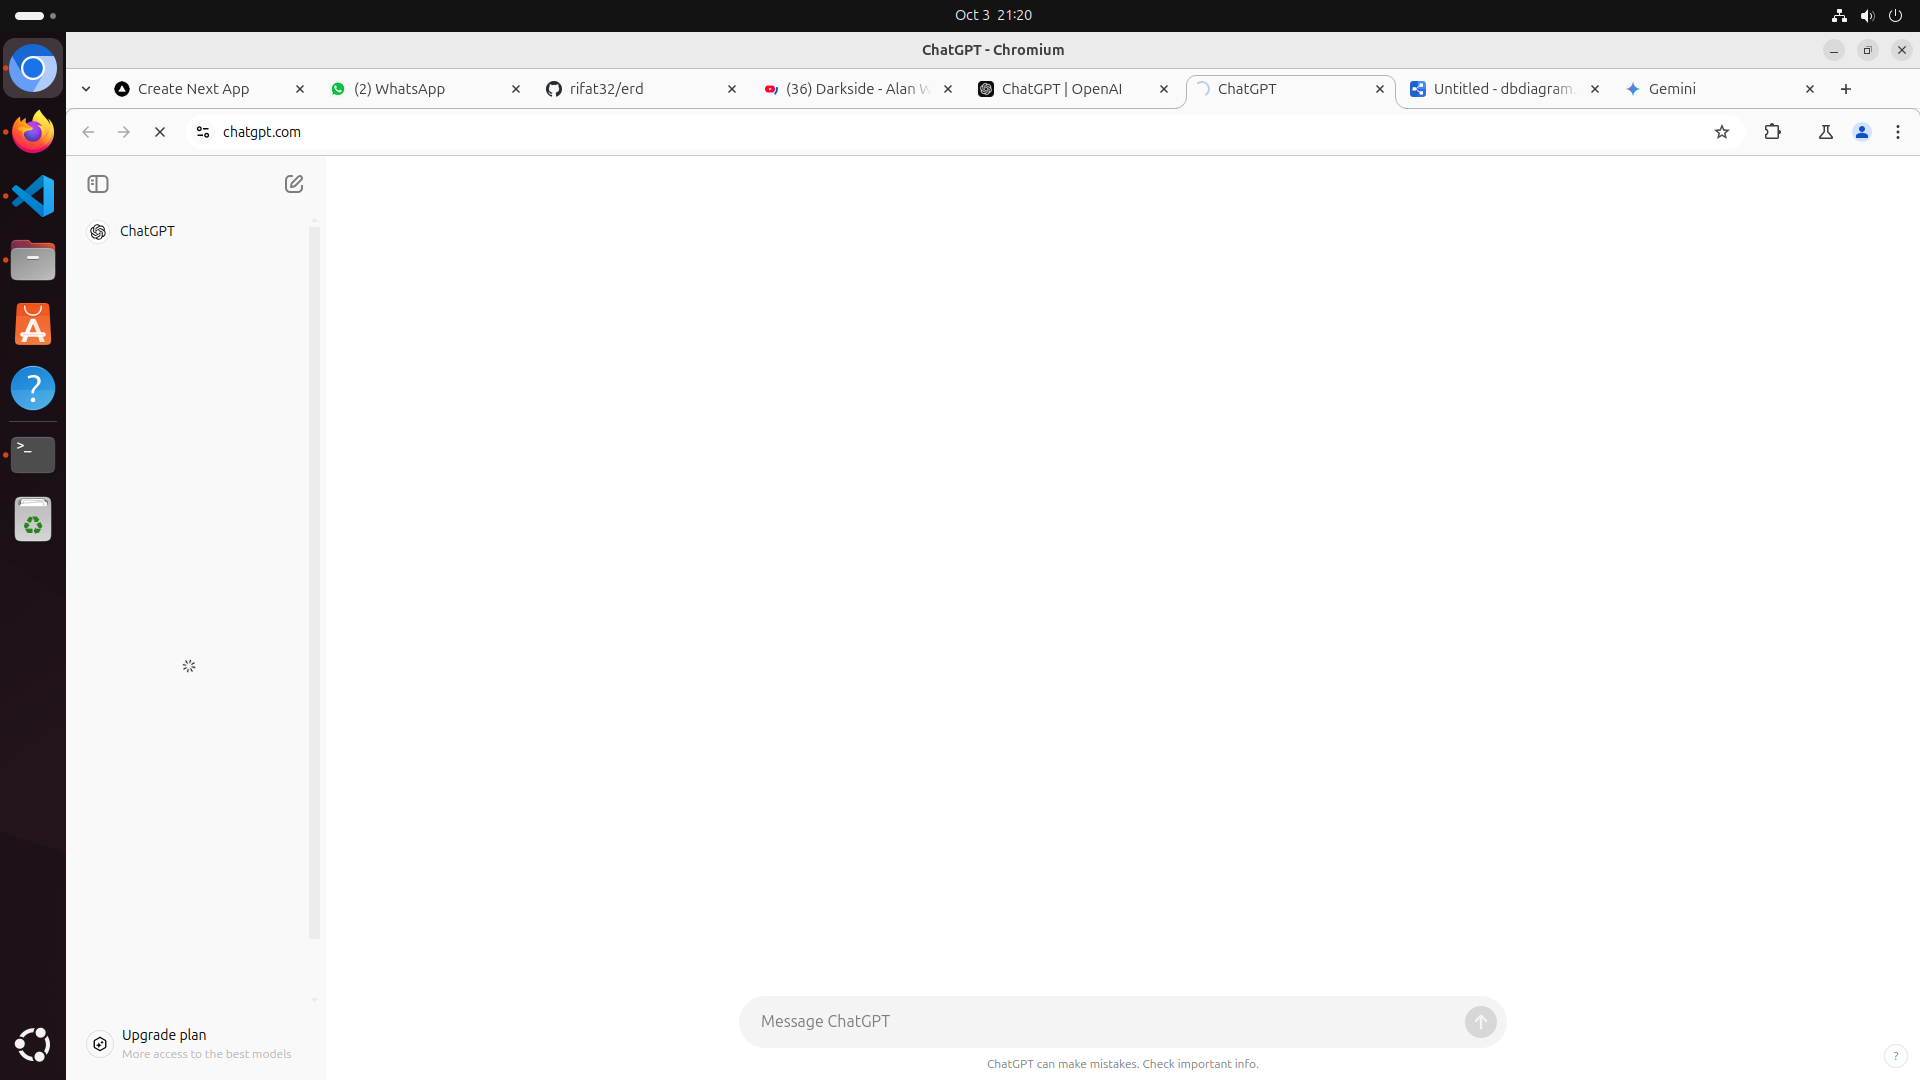 Oct 3 21:20
ChatGPT - Chromium
Create Next App
(2) WhatsApp
rifat32/erd
(36) Darkside - Alan W
ChatGPT | OpenAI
ChatGPT
Untitled - dbdiagram.
Gemini
chatgpt.com
ChatGPT
Message ChatGPT
ChatGPT can make mistakes. Check important info.
Upgrade plan
More access to the best models
?